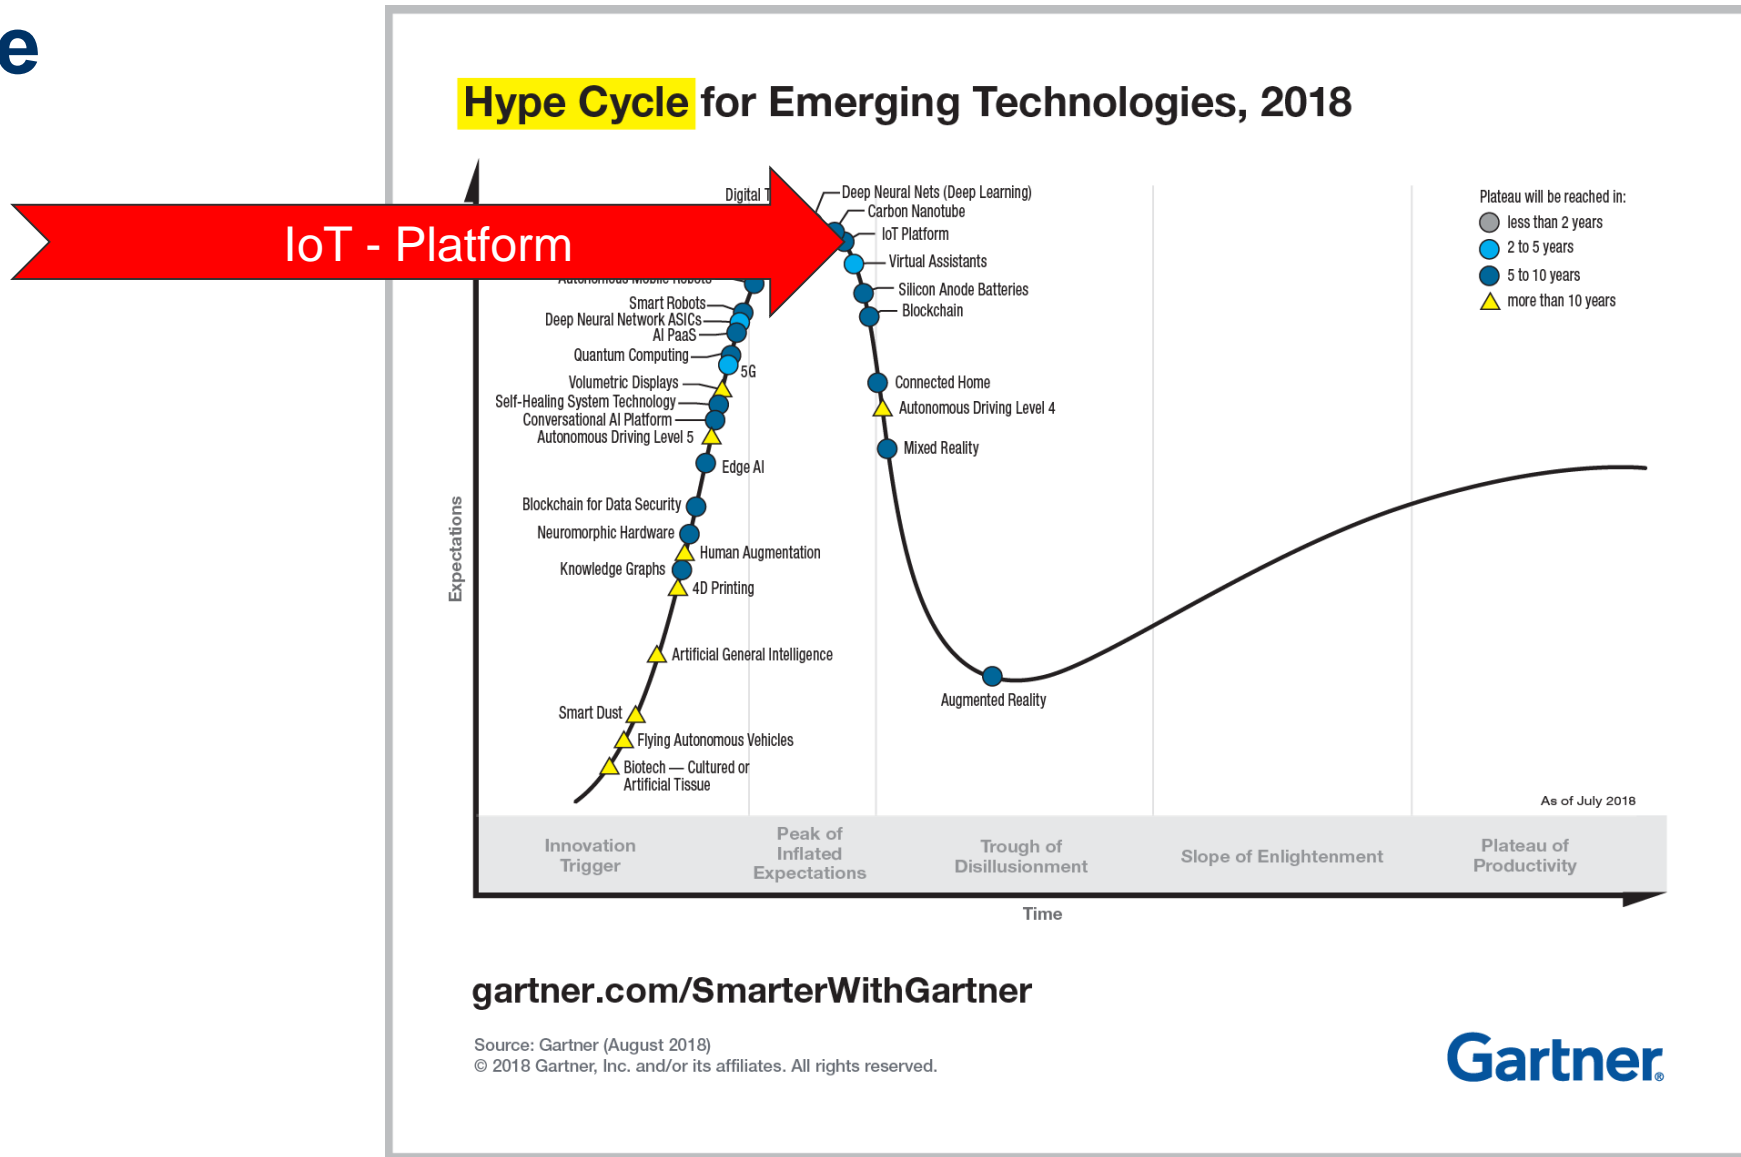 e
Hype Cycle for Emerging Technologies, 2018
IoT - Platform
Digital
Deep Neural Nets (Deep Learning)
Carbon Nanotube
IoT Platform
Virtual Assistants
Silicon Anode Batteries
Blockchain
Connected Home
Autonomous Driving Level 4
Mixed Reality
Autonomous Mobile Robots
Smart Robots
Deep Neural Network ASICs
AI PaaS
Quantum Computing
5G
Volumetric Displays
Self-Healing System Technology
Conversational AI Platform
Autonomous Driving Level 5
Edge AI
Blockchain for Data Security
Neuromorphic Hardware
Human Augmentation
Knowledge Graphs
4D Printing
Artificial General Intelligence
Smart Dust
Flying Autonomous Vehicles
Biotech — Cultured or
Artificial Tissue
Augmented Reality
Plateau will be reached in:
less than 2 years
2 to 5 years
5 to 10 years
more than 10 years
As of July 2018
Expectations
Innovation
Trigger
Peak of
Inflated
Expectations
Trough of
Disillusionment
Slope of Enlightenment
Plateau of
Productivity
Time
gartner.com/SmarterWithGartner
Source: Gartner (August 2018)
© 2018 Gartner, Inc. and/or its affiliates. All rights reserved.
Gartner®